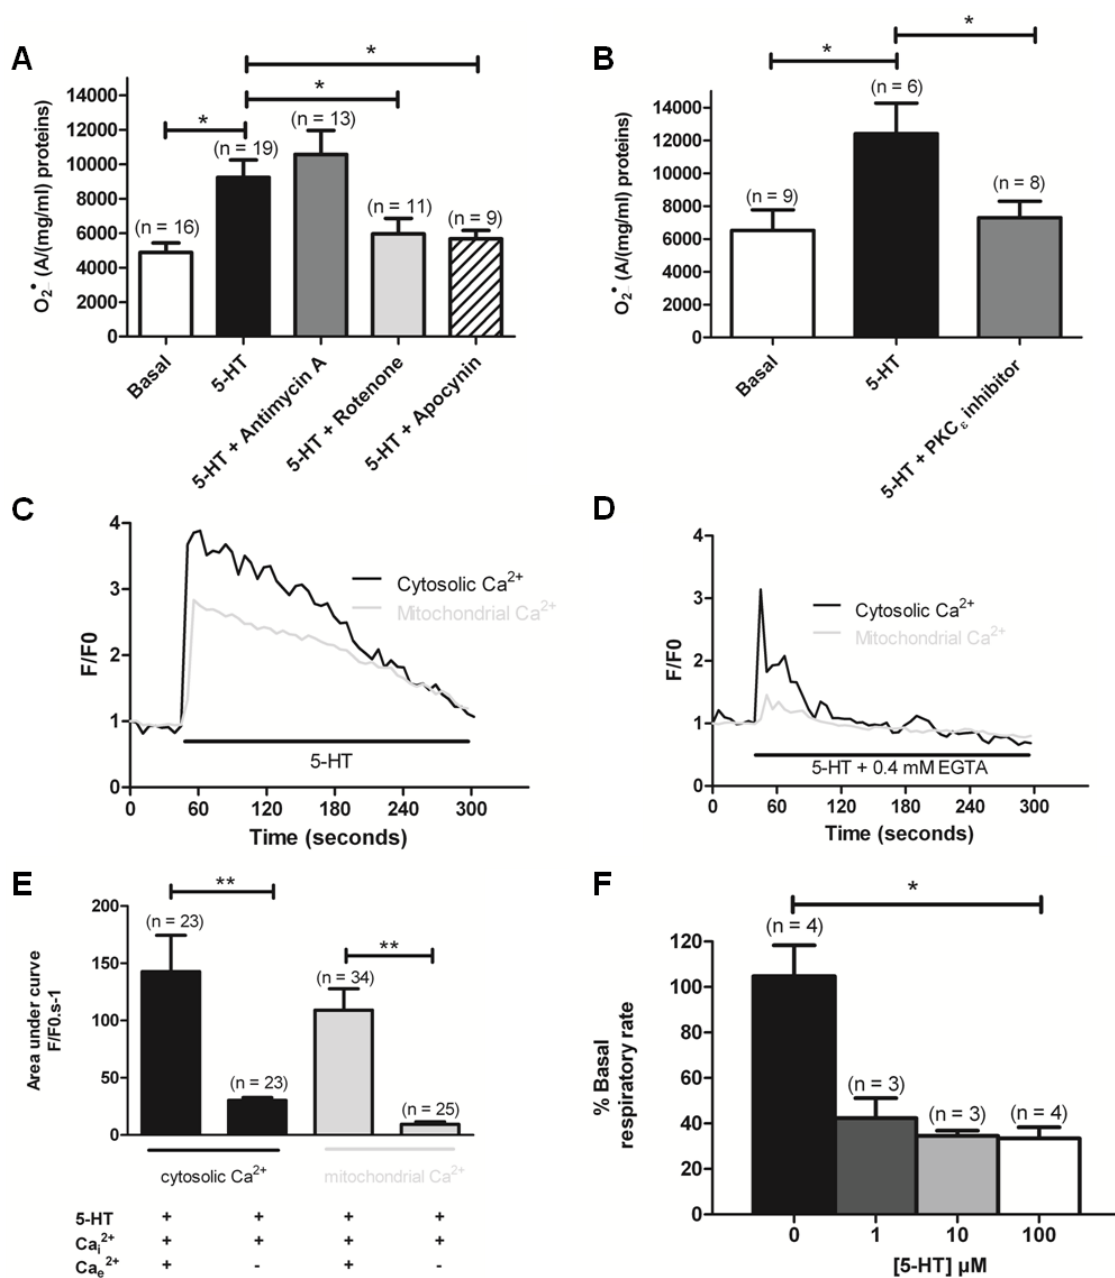 A
*
*
*
(n = 16)
(n = 19)
(n = 13)
(n = 11)
(n = 9)
14000
12000
10000
8000
6000
4000
2000
0
O2•– (A/(mg/ml) proteins)
Basal
5-HT
5-HT + Antimycin A
5-HT + Rotenone
5-HT + Apocynin
B
*
*
(n = 9)
(n = 6)
(n = 8)
14000
12000
10000
8000
6000
4000
2000
0
O2•– (A/(mg/ml) proteins)
Basal
5-HT
5-HT + PKCε inhibitor
C
4
3
2
1
0
F/F0
Cytosolic Ca2+
Mitochondrial Ca2+
5-HT
0 60 120 180 240 300
Time (seconds)
D
4
3
2
1
0
F/F0
Cytosolic Ca2+
Mitochondrial Ca2+
5-HT + 0.4 mM EGTA
0 60 120 180 240 300
Time (seconds)
E
**
**
(n = 23)
(n = 23)
(n = 34)
(n = 25)
200
150
100
50
0
Area under curve
F/F0.s-1
cytosolic Ca2+
mitochondrial Ca2+
5-HT + + + +
Cai2+ + + + +
Cae2+ + - + -
F
*
(n = 4)
(n = 3)
(n = 3)
(n = 4)
120
100
80
60
40
20
0
% Basal
respiratory rate
0 1 10 100
[5-HT] µM